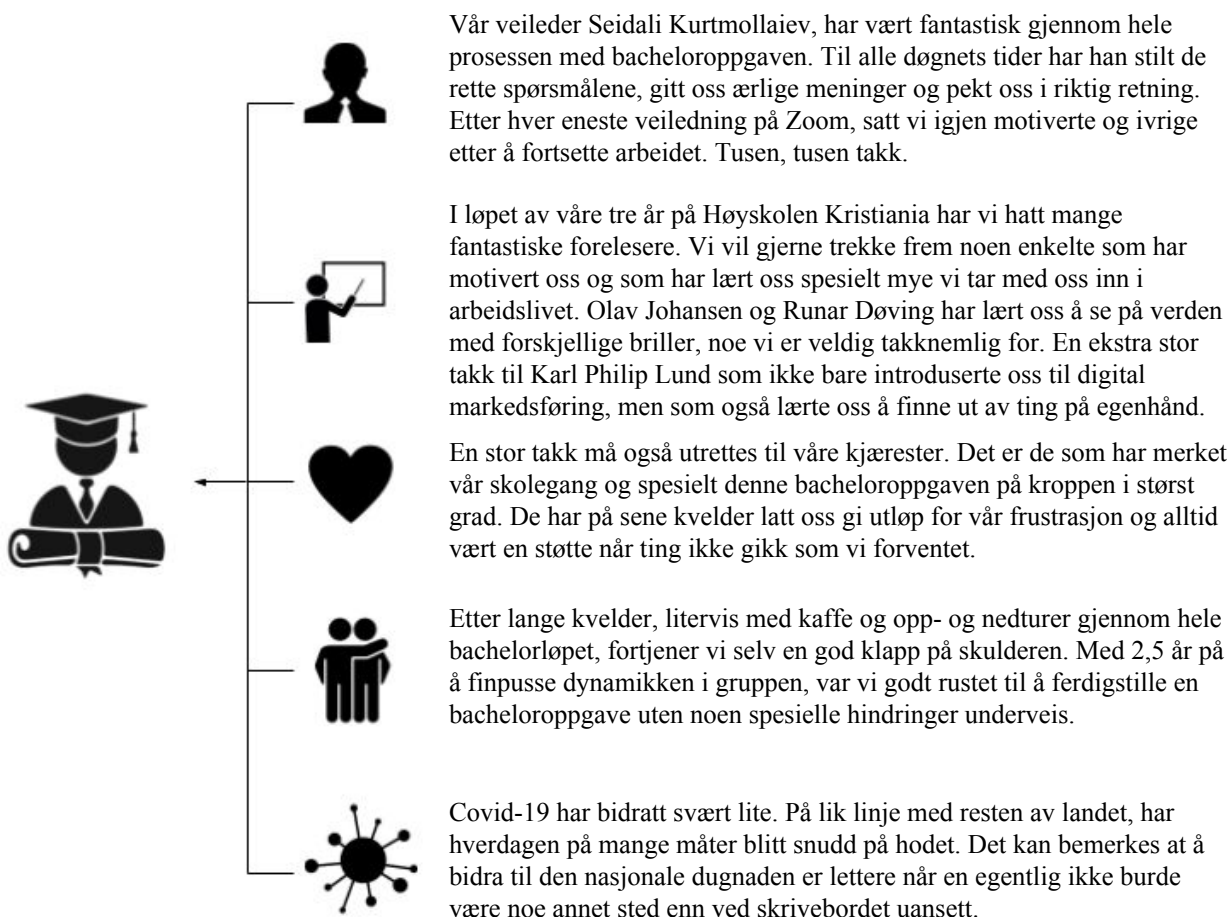 Vår veileder Seidali Kurtmollaiev, har vært fantastisk gjennom hele
prosessen med bacheloroppgaven. Til alle døgnets tider har han stilt de
rette spørsmålene, gitt oss ærlige meninger og pekt oss i riktig retning.
Etter hver eneste veiledning på Zoom, satt vi igjen motiverte og ivrige
etter å fortsette arbeidet. Tusen, tusen takk.
I løpet av våre tre år på Høyskolen Kristiania har vi hatt mange
fantastiske forelesere. Vi vil gjerne trekke frem noen enkelte som har
motivert oss og som har lært oss spesielt mye vi tar med oss inn i
arbeidslivet. Olav Johansen og Runar Døving har lært oss å se på verden
med forskjellige briller, noe vi er veldig takknemlig for. En ekstra stor
takk til Karl Philip Lund som ikke bare introduserte oss til digital
markedsføring, men som også lærte oss å finne ut av ting på egenhånd.
En stor takk må også utrettes til våre kjærester. Det er de som har merket
vår skolegang og spesielt denne bacheloroppgaven på kroppen i størst
grad. De har på sene kvelder latt oss gi utløp for vår frustrasjon og alltid
vært en støtte når ting ikke gikk som vi forventet.
Etter lange kvelder, litervis med kaffe og opp- og nedturer gjennom hele
bachelorløpet, fortjener vi selv en god klapp på skulderen. Med 2,5 år på
å finpusse dynamikken i gruppen, var vi godt rustet til å ferdigstille en
bacheloroppgave uten noen spesielle hindringer underveis.
Covid-19 har bidratt svært lite. På lik linje med resten av landet, har
hverdagen på mange måter blitt snudd på hodet. Det kan bemerkes at å
bidra til den nasjonale dugnaden er lettere når en egentlig ikke burde
være noe annet sted enn ved skrivebordet uansett.